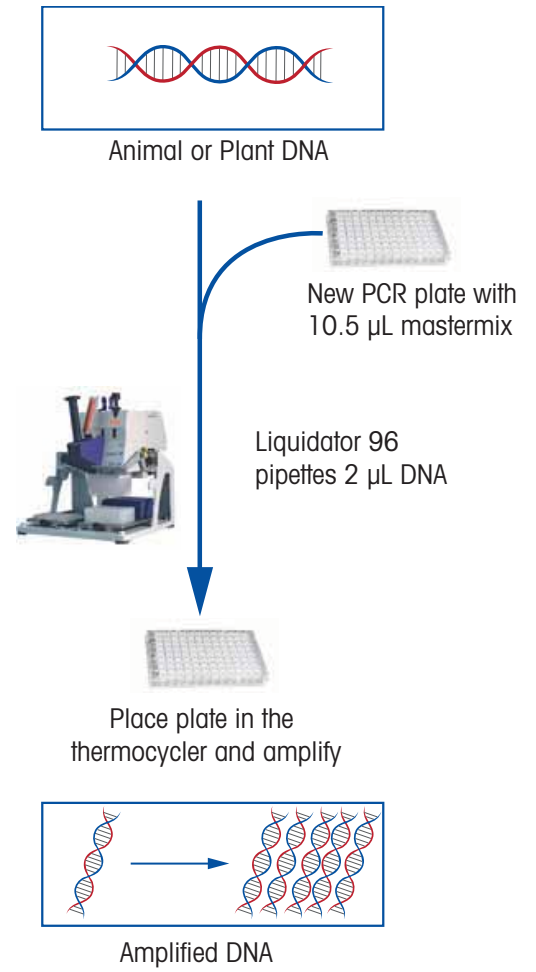 Animal or Plant DNA
New PCR plate with
10.5 µL mastermix
Liquidator 96
pipettes 2 µL DNA
Place plate in the
thermocycler and amplify
Amplified DNA